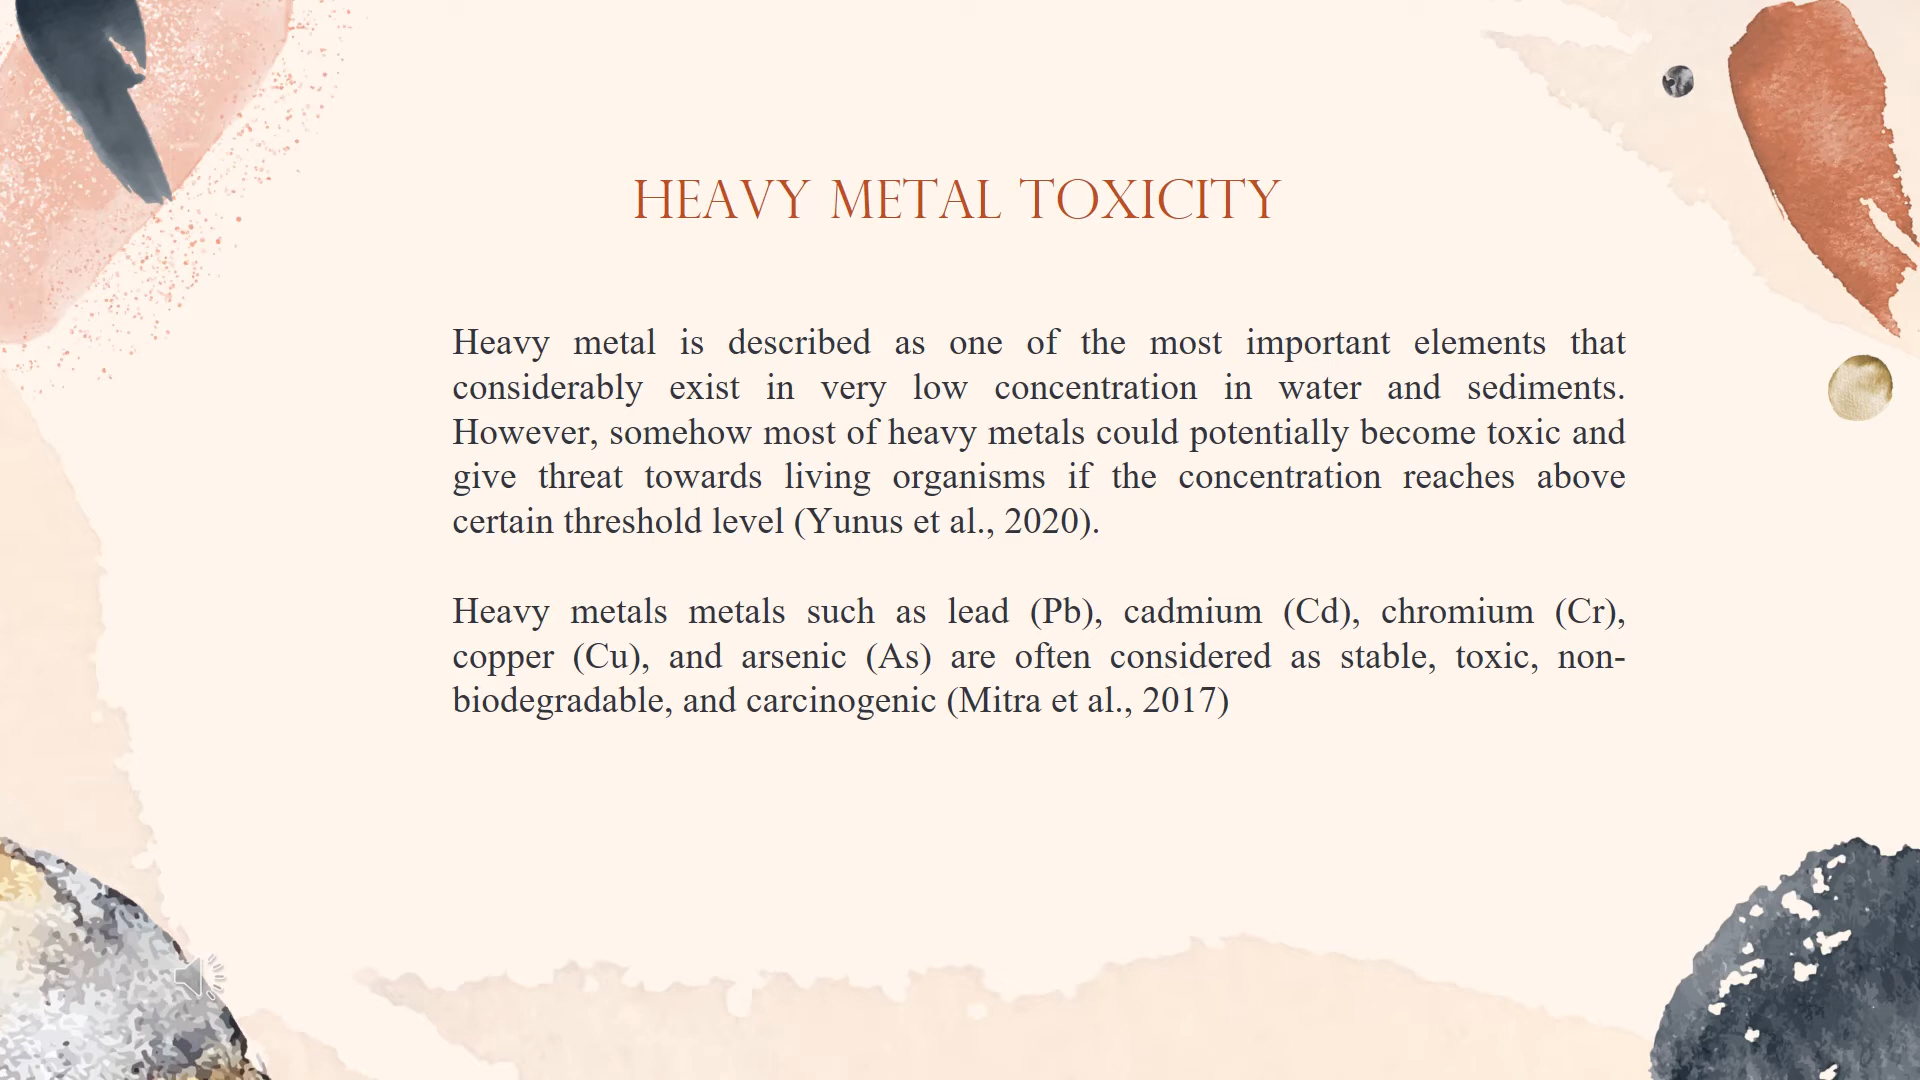 HEAVY METAL TOXICITY
Heavy metal is described as one of the most important elements that
considerably exist in very low concentration in water and sediments.
However, somehow most of heavy metals could potentially become toxic and
give threat towards living organisms if the concentration reaches above
certain threshold level (Yunus et al., 2020).
Heavy metals metals such as lead (Pb), cadmium (Cd), chromium (Cr),
copper (Cu), and arsenic (As) are often considered as stable, toxic, non-
biodegradable, and carcinogenic (Mitra et al., 2017)